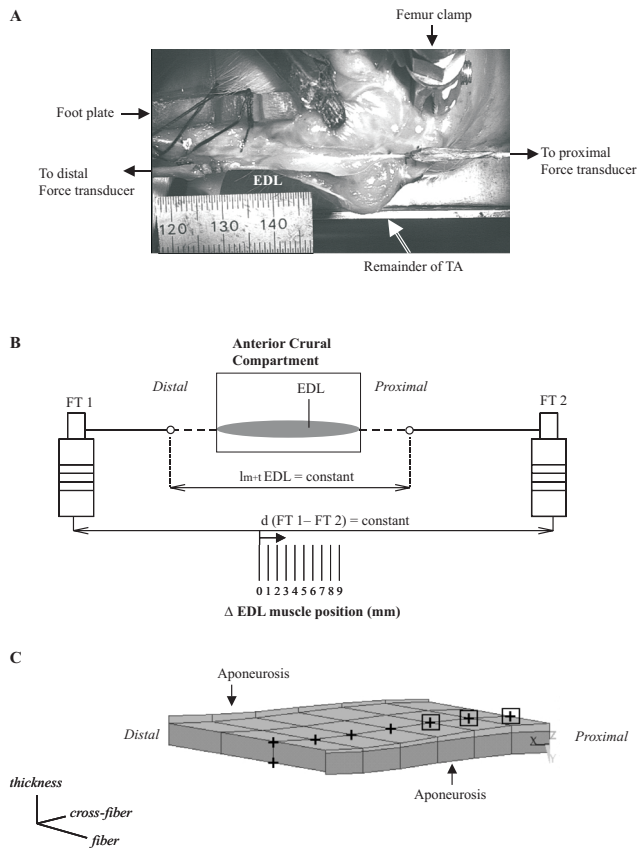 A
Femur clamp
Foot plate
To distal
Force transducer
To proximal
Force transducer
EDL
120 130 140
Remainder of TA
B
Anterior Crural
Compartment
Distal
EDL
Proximal
FT 1
FT 2
lm+t EDL = constant
d (FT 1– FT 2) = constant
0 1 2 3 4 5 6 7 8 9
Δ EDL muscle position (mm)
C
Aponeurosis
Distal
X
Z
Y
Proximal
Aponeurosis
thickness
cross-fiber
fiber